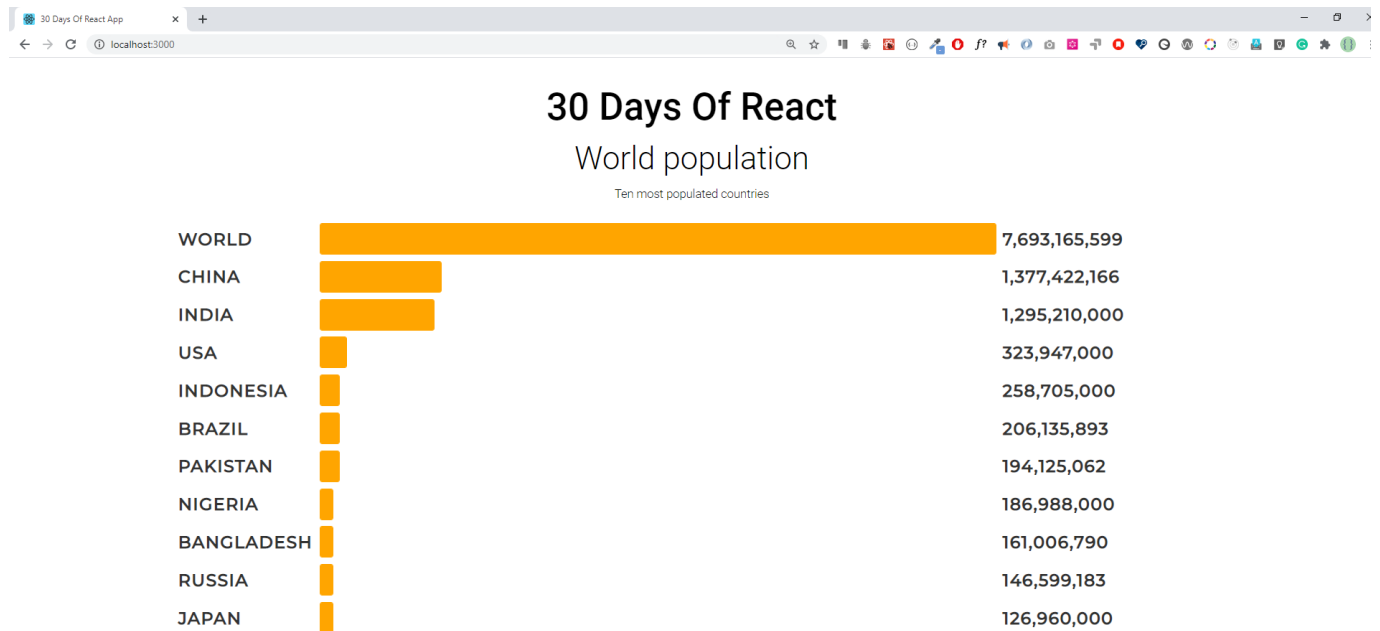 30 Days Of React App
localhost:3000
f?
30 Days Of React
World population
Ten most populated countries
WORLD 7,693,165,599
CHINA 1,377,422,166
INDIA 1,295,210,000
USA 323,947,000
INDONESIA 258,705,000
BRAZIL 206,135,893
PAKISTAN 194,125,062
NIGERIA 186,988,000
BANGLADESH 161,006,790
RUSSIA 146,599,183
JAPAN 126,960,000